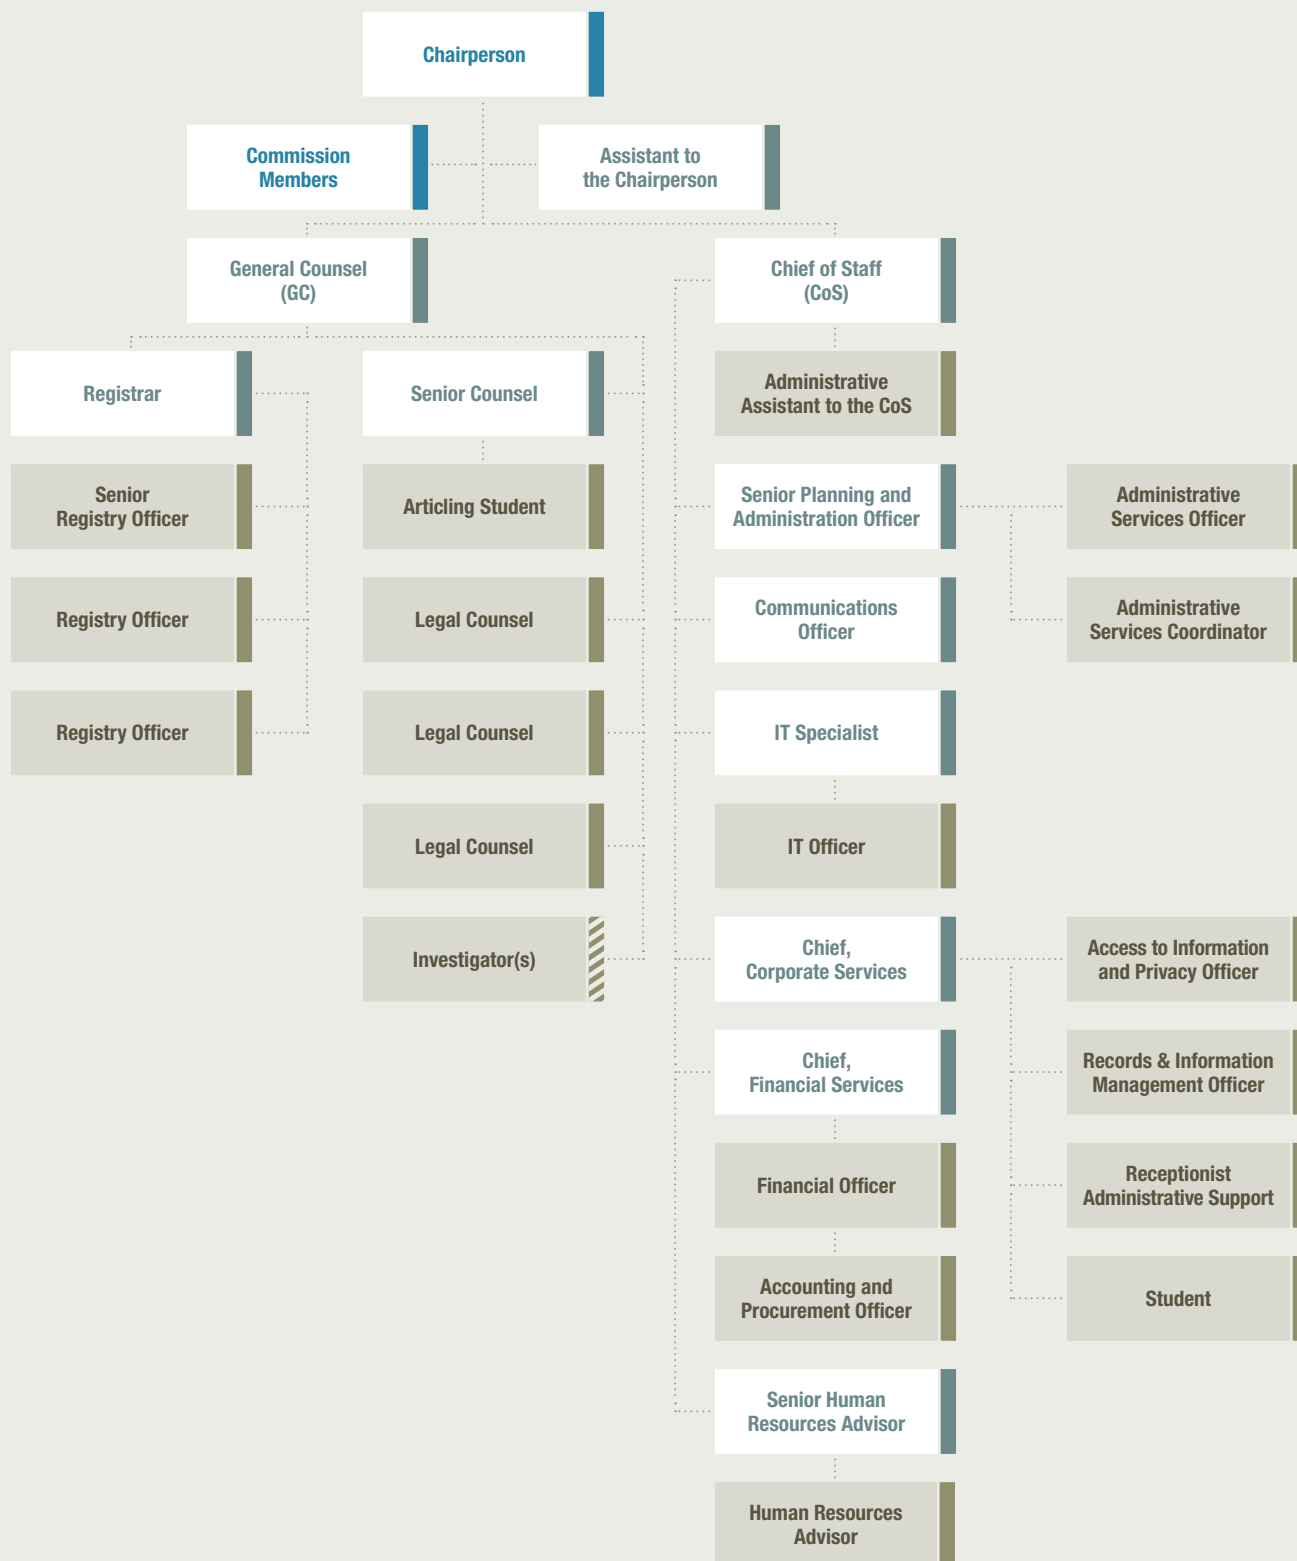 Chairperson
Commission
Members
Assistant to
the Chairperson
General Counsel
(GC)
Chief of Staff
(CoS)
Registrar
Senior Counsel
Administrative
Assistant to the CoS
Senior
Registry Officer
Articling Student
Senior Planning and
Administration Officer
Administrative
Services Officer
Registry Officer
Legal Counsel
Communications
Officer
Administrative
Services Coordinator
Registry Officer
Legal Counsel
IT Specialist
Legal Counsel
IT Officer
Investigator(s)
Chief,
Corporate Services
Access to Information
and Privacy Officer
Chief,
Financial Services
Records & Information
Management Officer
Financial Officer
Receptionist
Administrative Support
Accounting and
Procurement Officer
Student
Senior Human
Resources Advisor
Human Resources
Advisor